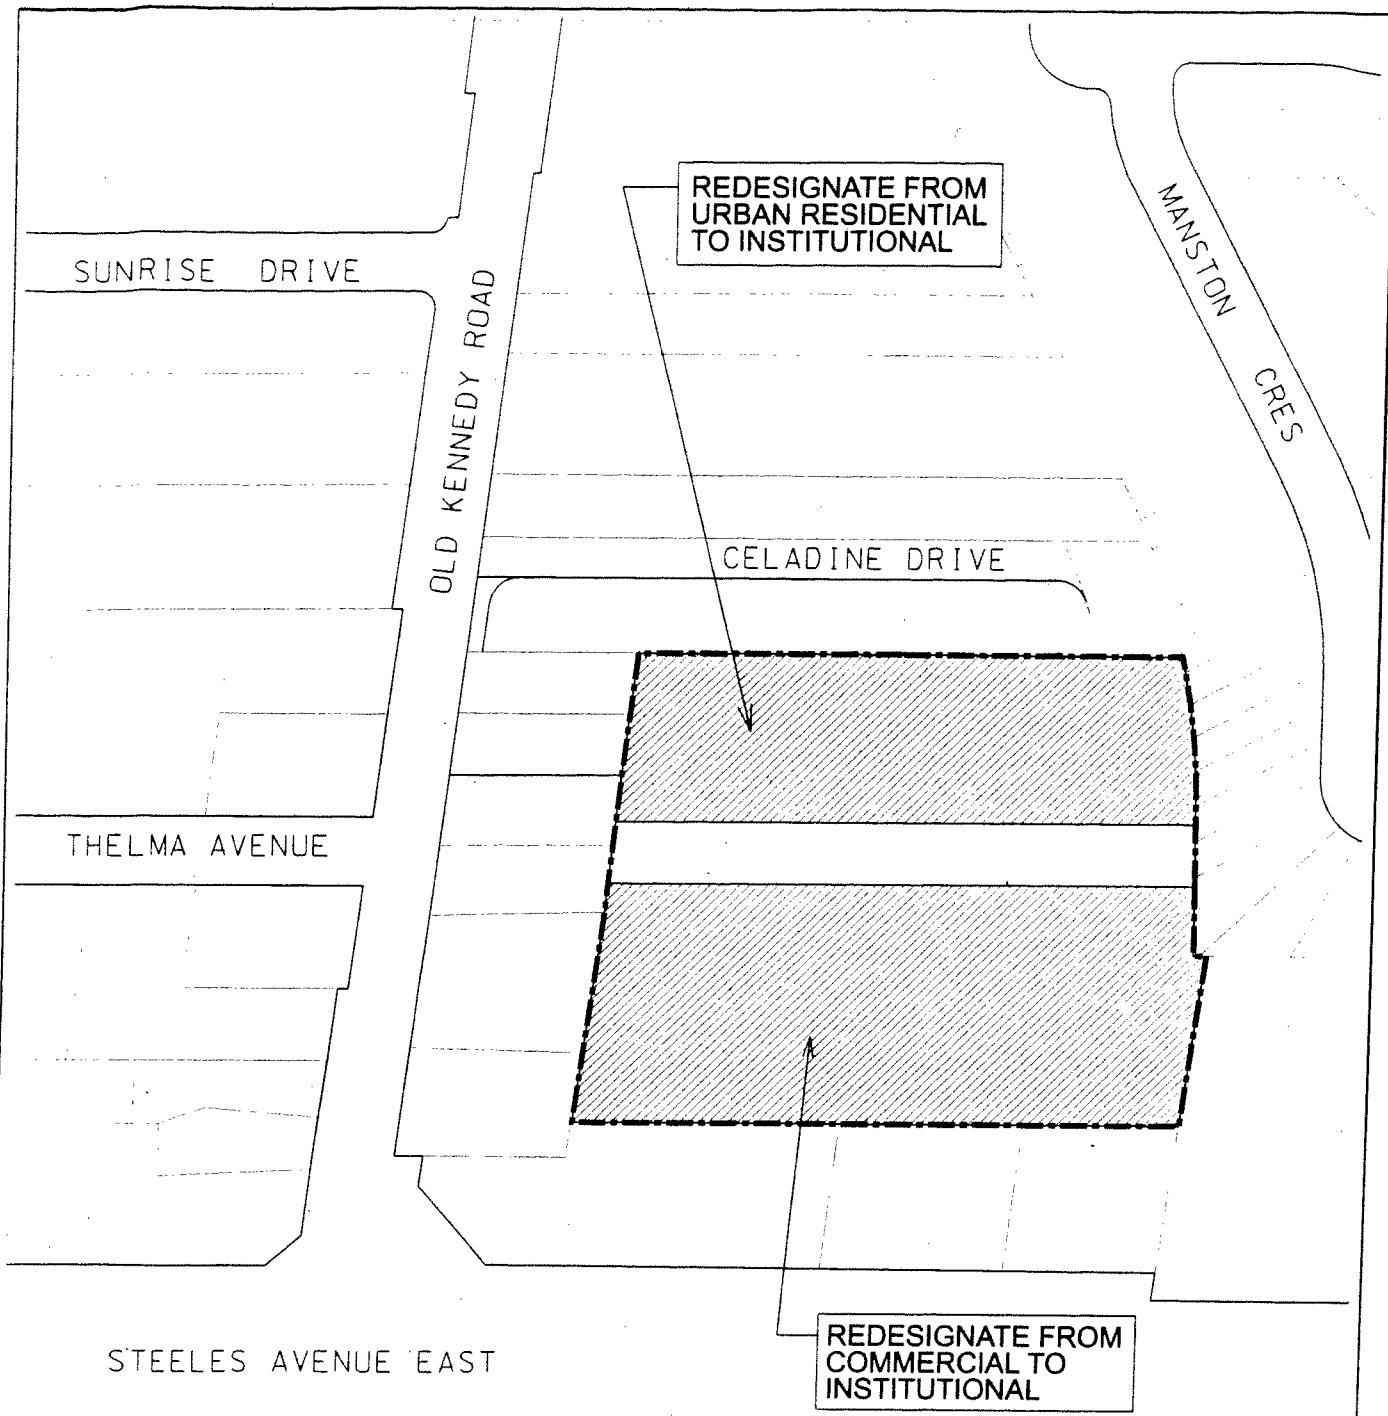 REDESIGNATE FROM
URBAN RESIDENTIAL
TO INSTITUTIONAL
MANSTON CRES
SUNRISE DRIVE
OLD KENNEDY ROAD
CELADINE DRIVE
THELMA AVENUE
REDESIGNATE FROM
COMMERCIAL TO
INSTITUTIONAL
STEELES AVENUE EAST